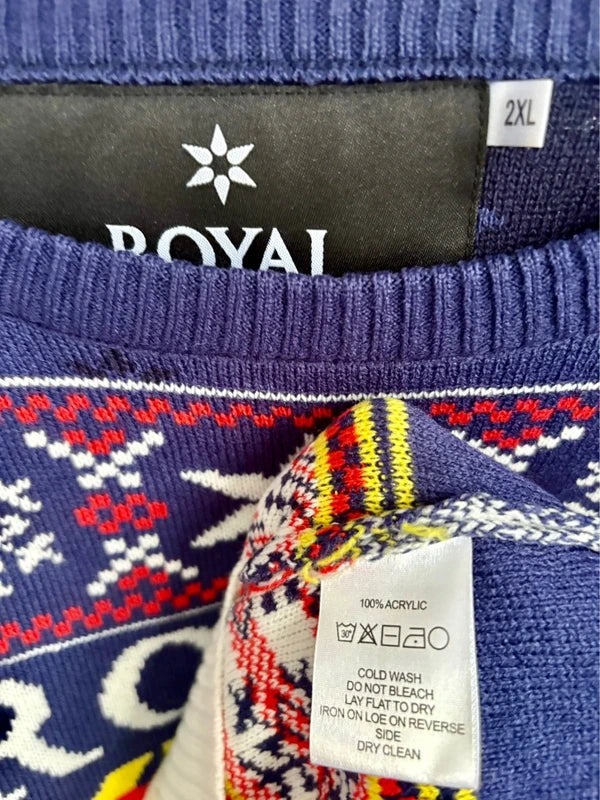 2XL
ROYAL
100% ACRYLIC
30°
COLD WASH
DO NOT BLEACH
LAY FLAT TO DRY
IRON ON LOE ON REVERSE
SIDE
DRY CLEAN